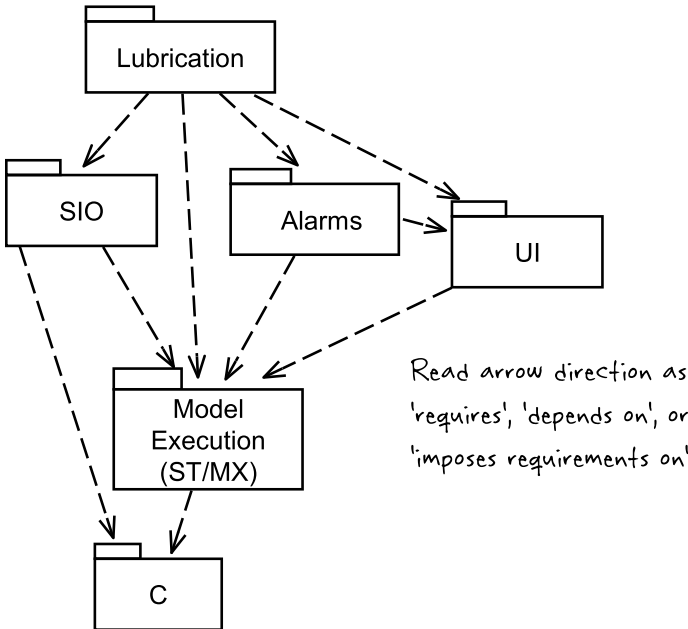 Lubrication
SIO
Alarms
UI
Read arrow direction as
'requires', 'depends on', or
'imposes requirements on'
Model
Execution
(ST/MX)
C